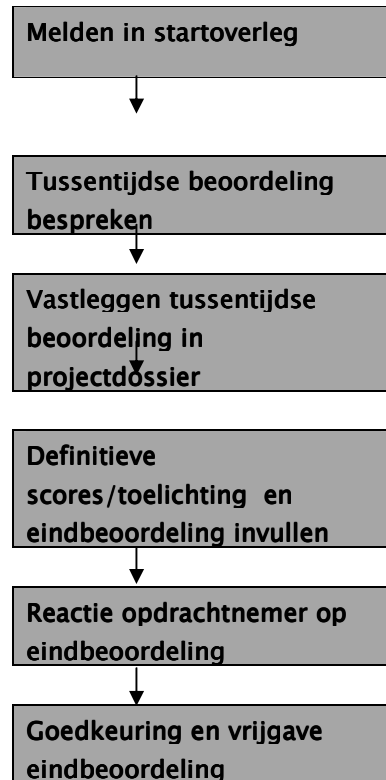 Melden in startoverleg
Tussentijdse beoordeling
bespreken
Vastleggen tussentijdse
beoordeling in
projectdossier
Definitieve
scores/toelichting en
eindbeoordeling invullen
Reactie opdrachtnemer op
eindbeoordeling
Goedkeuring en vrijgave
eindbeoordeling